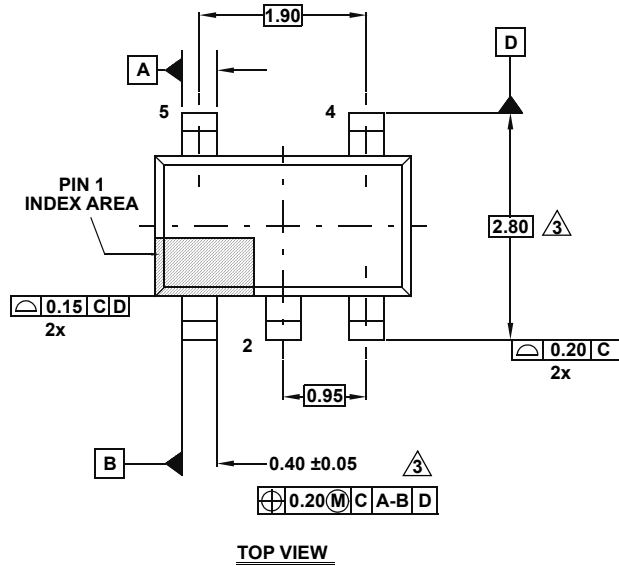 1.90
D
A
5
4
PIN 1
INDEX AREA
2.80
3
0.15 C D
2x
2
0.20 C
2x
0.95
B
0.40 ±0.05
3
0.20 Ⓜ C A-B D
TOP VIEW